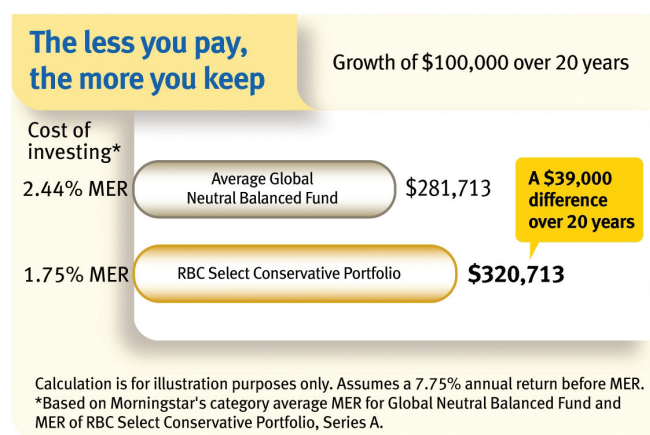 The less you pay,
the more you keep
Growth of $100,000 over 20 years
Cost of
investing*
2.44% MER
Average Global
Neutral Balanced Fund
$281,713
A $39,000
difference
over 20 years
1.75% MER
RBC Select Conservative Portfolio
$320,713
Calculation is for illustration purposes only. Assumes a 7.75% annual return before MER.
*Based on Morningstar's category average MER for Global Neutral Balanced Fund and
MER of RBC Select Conservative Portfolio, Series A.